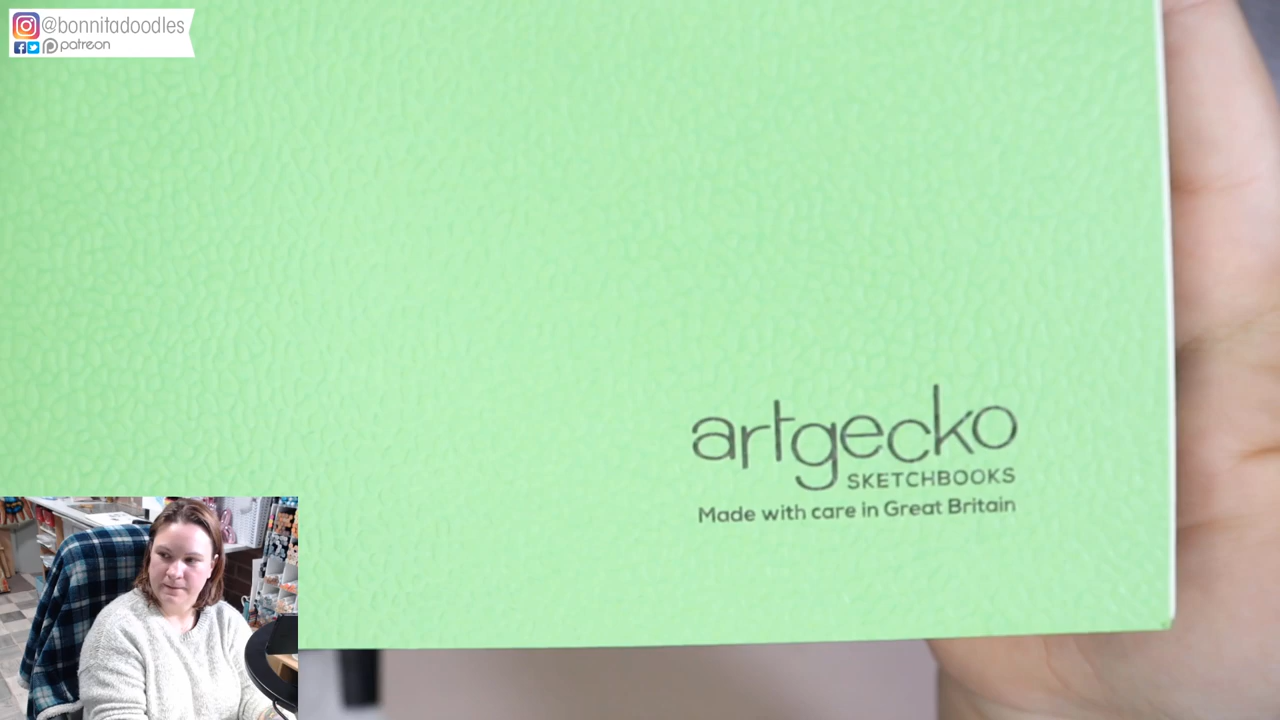 @bonnitadoodles
patreon
artgecko
SKETCHBOOKS
Made with care in Great Britain